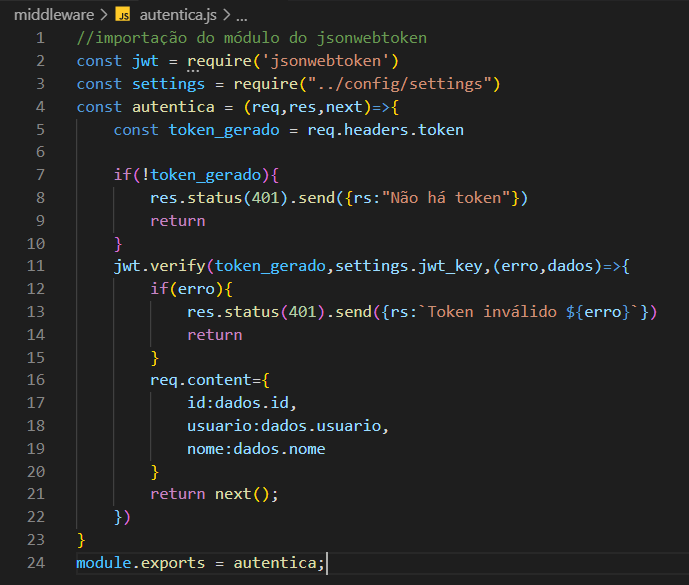 middleware > JS autentica.js > ...
1 //importação do módulo do jsonwebtoken
2 const jwt = require('jsonwebtoken')
3 const settings = require("../config/settings")
4 const autentica = (req,res,next)=>{
5     const token_gerado = req.headers.token
6
7     if(!token_gerado){
8         res.status(401).send({rs:"Não há token"})
9         return
10     }
11     jwt.verify(token_gerado,settings.jwt_key,(erro,dados)=>{
12         if(erro){
13             res.status(401).send({rs:`Token inválido ${erro}`})
14             return
15         }
16         req.content={
17             id:dados.id,
18             usuario:dados.usuario,
19             nome:dados.nome
20         }
21         return next();
22     })
23 }
24 module.exports = autentica;